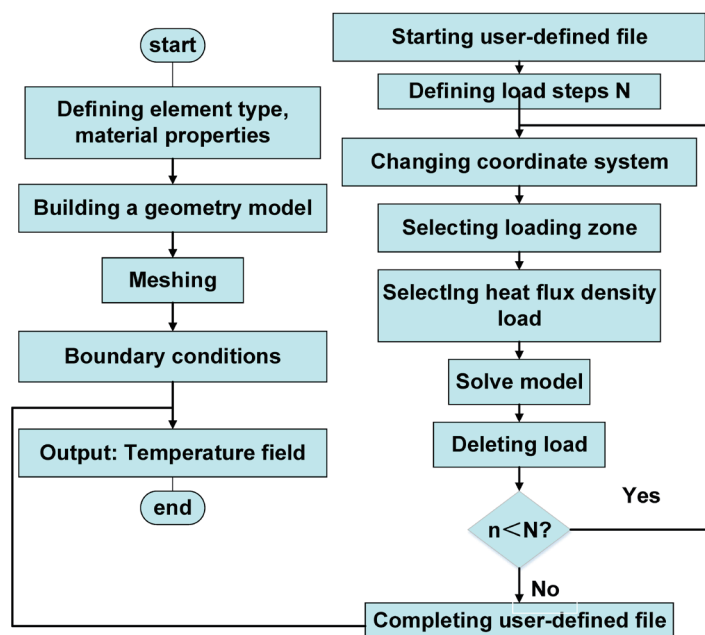 start
Defining element type,
material properties
Building a geometry model
Meshing
Boundary conditions
Output: Temperature field
end
Starting user-defined file
Defining load steps N
Changing coordinate system
Selecting loading zone
SelectIng heat flux density
load
Solve model
Deleting load
n<N?
Yes
No
Completing user-defined file